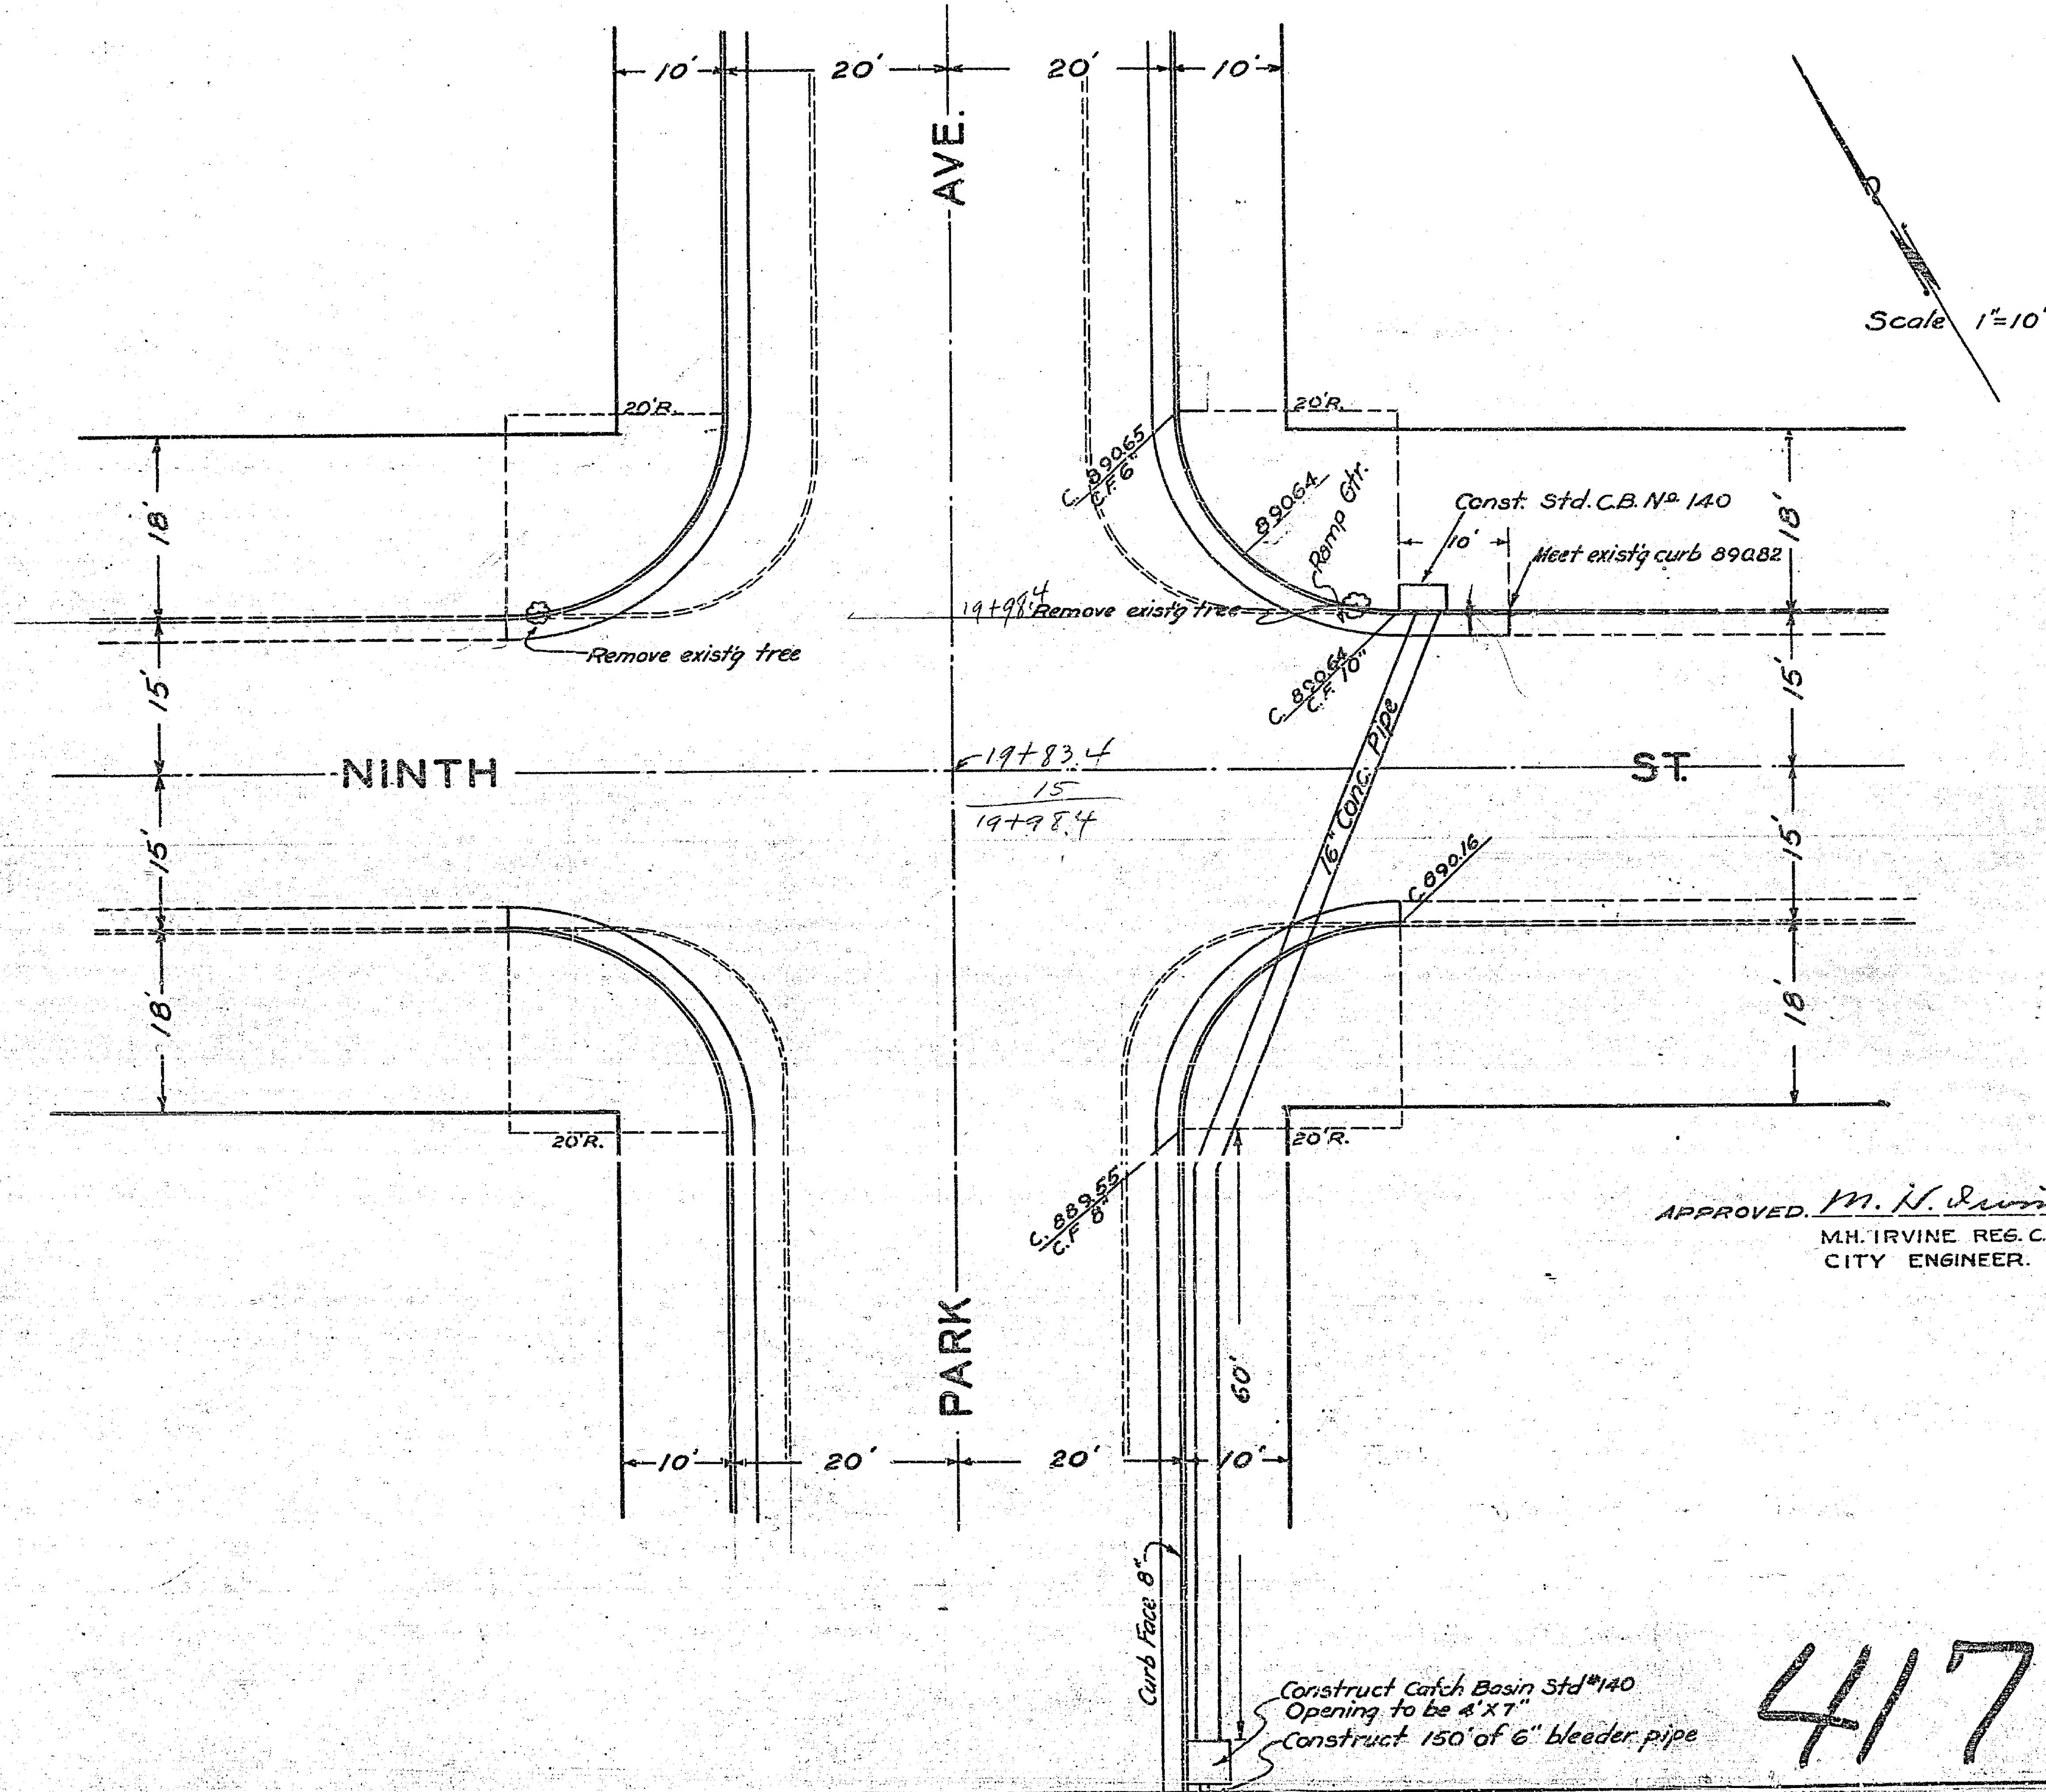 10' 20' 20' 10'
AVE.
Scale 1"=10'
20'R.
20'R.
C. 890.65
C.F. 6"
890.64
Ramp Gtr.
Const. Std. C.B. Nº 140
10'
Meet exist'g curb 890.82
18'
18'
19+98.4
Remove exist'g tree
Remove exist'g tree
C. 890.64
C.F. 10"
15'
15'
16" Conc. Pipe
NINTH
ST.
19+83.4
15
19+98.4
15'
15'
C. 890.16
18'
18'
20'R.
20'R.
C. 889.55
C.F. 8"
APPROVED.
M.H. IRVINE REG. C.
CITY ENGINEER.
PARK
60'
10' 20' 20' 10'
Curb Face 8"
Construct Catch Basin Std #140
Opening to be 4'X7"
Construct 150' of 6" bleeder pipe
417